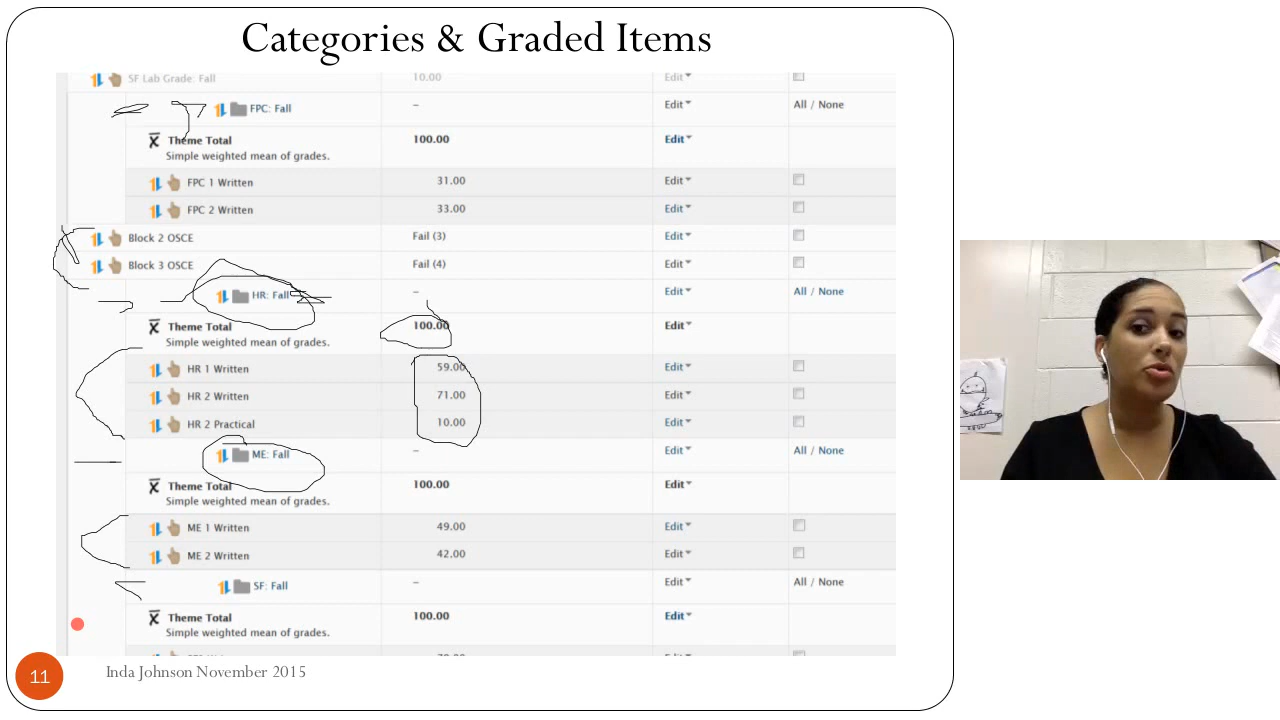 Categories & Graded Items
SF Lab Grade: Fall 10.00 Edit
FPC: Fall – Edit All / None
Theme Total 100.00 Edit
Simple weighted mean of grades.
FPC 1 Written 31.00 Edit
FPC 2 Written 33.00 Edit
Block 2 OSCE Fail (3) Edit
Block 3 OSCE Fail (4) Edit
HR: Fall – Edit All / None
Theme Total 100.00 Edit
Simple weighted mean of grades.
HR 1 Written 59.00 Edit
HR 2 Written 71.00 Edit
HR 2 Practical 10.00 Edit
ME: Fall – Edit All / None
Theme Total 100.00 Edit
Simple weighted mean of grades.
ME 1 Written 49.00 Edit
ME 2 Written 42.00 Edit
SF: Fall – Edit All / None
Theme Total 100.00 Edit
Simple weighted mean of grades.
11 Inda Johnson November 2015